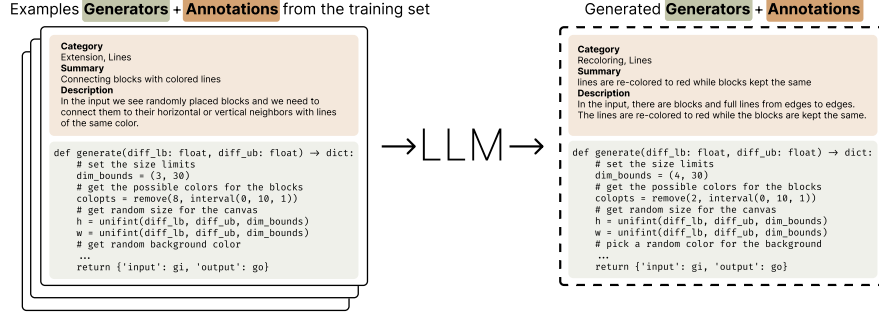 Examples Generators + Annotations from the training set
Category
Extension, Lines
Summary
Connecting blocks with colored lines
Description
In the input we see randomly placed blocks and we need to
connect them to their horizontal or vertical neighbors with lines
of the same color.
def generate(diff_lb: float, diff_ub: float) → dict:
    # set the size limits
    dim_bounds = (3, 30)
    # get the possible colors for the blocks
    colopts = remove(8, interval(0, 10, 1))
    # get random size for the canvas
    h = unifint(diff_lb, diff_ub, dim_bounds)
    w = unifint(diff_lb, diff_ub, dim_bounds)
    # get random background color
    ...
    return {'input': gi, 'output': go}
→LLM→
Generated Generators + Annotations
Category
Recoloring, Lines
Summary
lines are re-colored to red while blocks kept the same
Description
In the input, there are blocks and full lines from edges to edges.
The lines are re-colored to red while the blocks are kept the same.
def generate(diff_lb: float, diff_ub: float) → dict:
    # set the size limits
    dim_bounds = (4, 30)
    # get the possible colors for the blocks
    colopts = remove(2, interval(0, 10, 1))
    # get random size for the canvas
    h = unifint(diff_lb, diff_ub, dim_bounds)
    w = unifint(diff_lb, diff_ub, dim_bounds)
    # pick a random color for the background
    ...
    return {'input': gi, 'output': go}